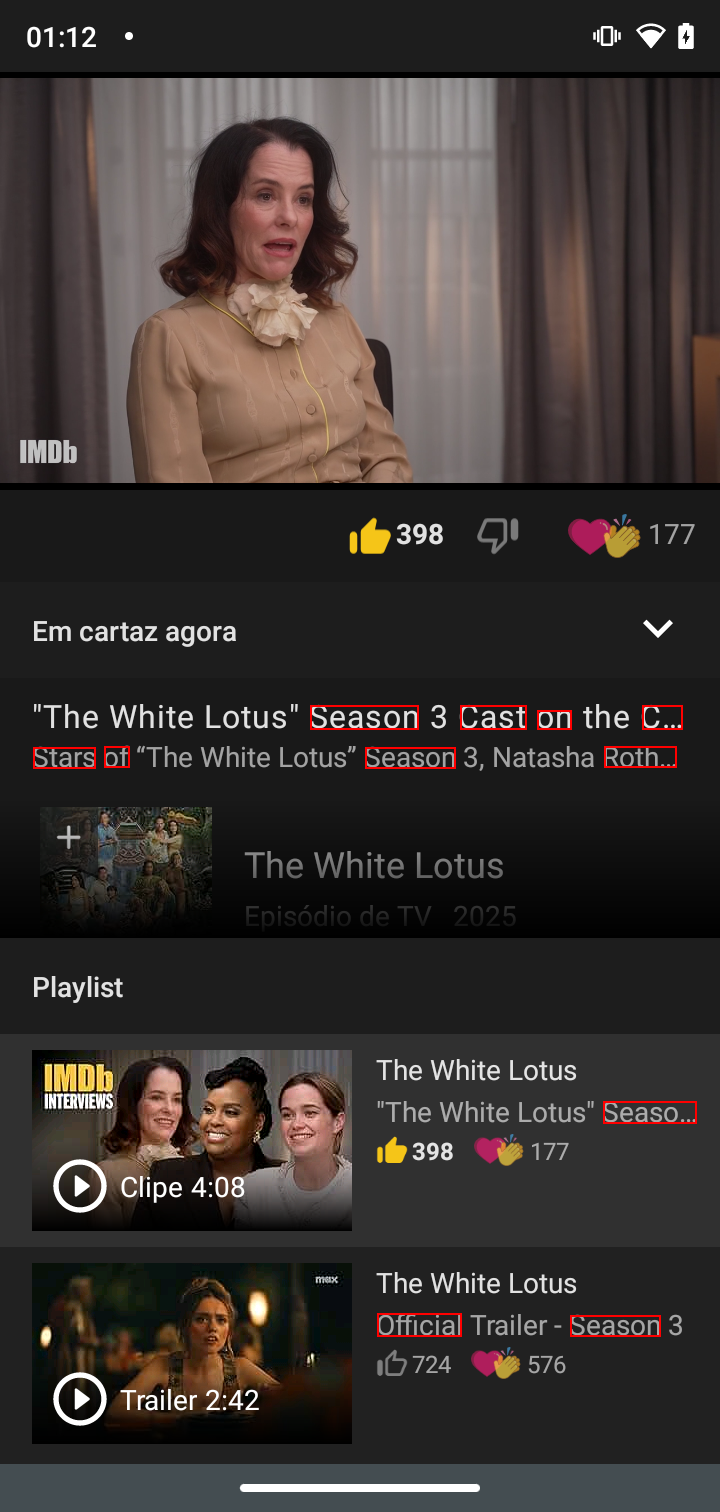 01:12
IMDb
398 177
Em cartaz agora
"The White Lotus" Season 3 Cast on the C…
Stars of “The White Lotus” Season 3, Natasha Roth…
The White Lotus
Episódio de TV 2025
Playlist
IMDb
INTERVIEWS
Clipe 4:08
The White Lotus
"The White Lotus" Seaso…
398 177
max
Trailer 2:42
The White Lotus
Official Trailer - Season 3
724 576